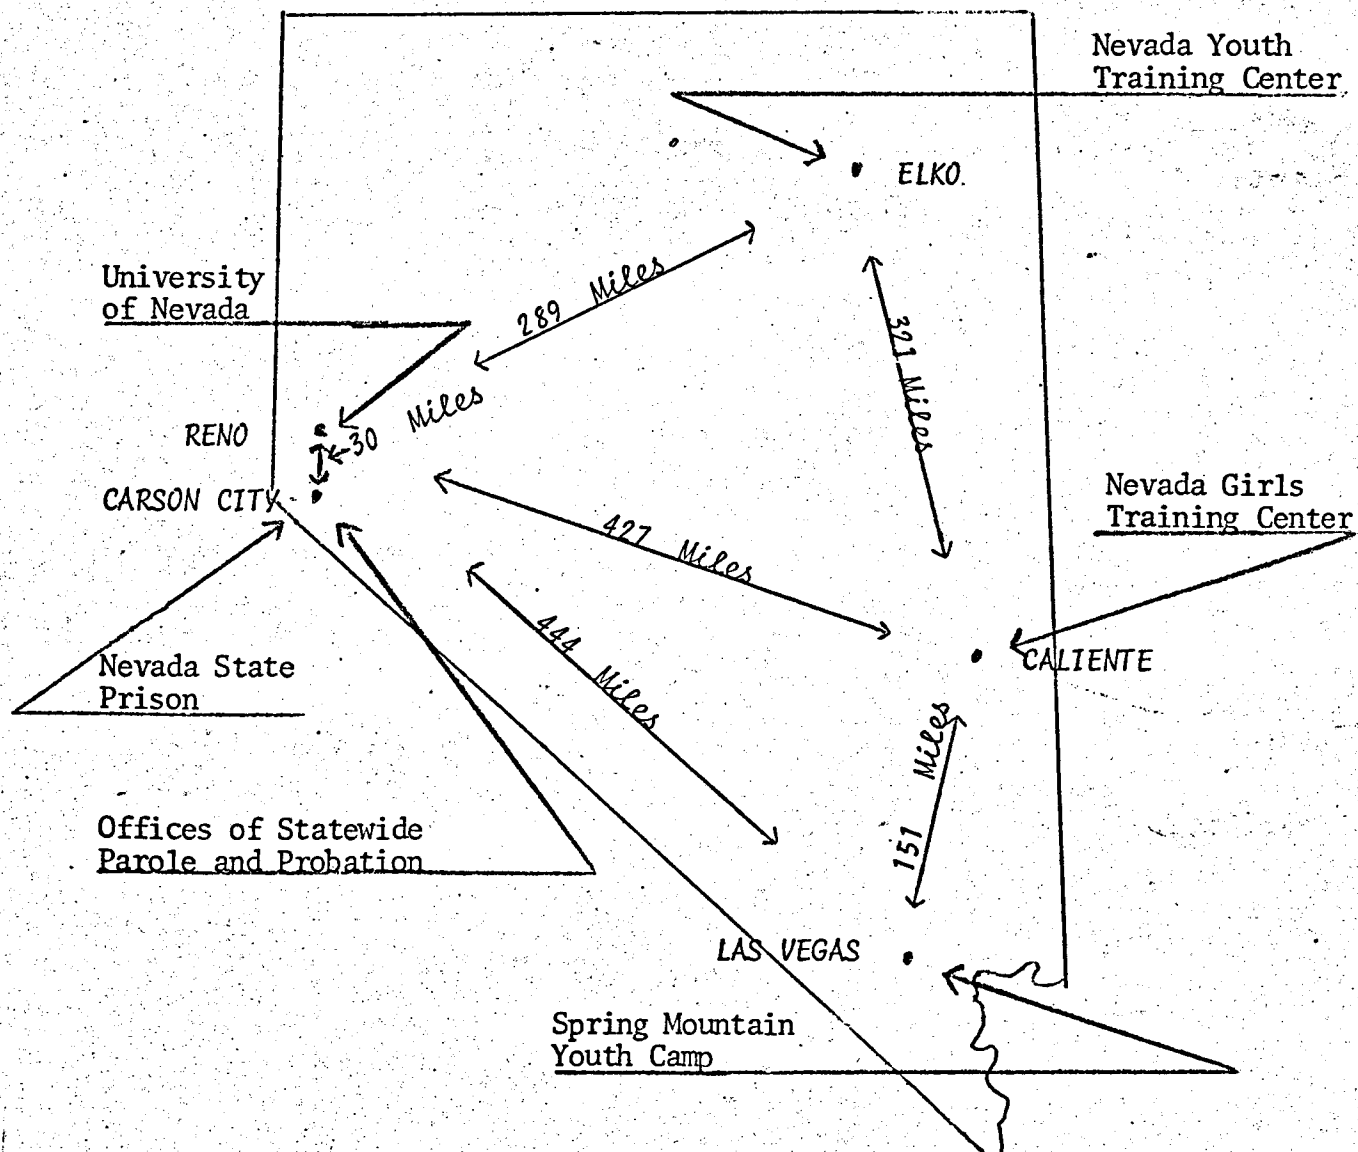 Nevada Youth
Training Center
ELKO.
University
of Nevada
289 Miles
321 Miles
RENO
30 Miles
CARSON CITY
427 Miles
Nevada Girls
Training Center
444 Miles
Nevada State
Prison
CALIENTE
151 Miles
Offices of Statewide
Parole and Probation
LAS VEGAS
Spring Mountain
Youth Camp